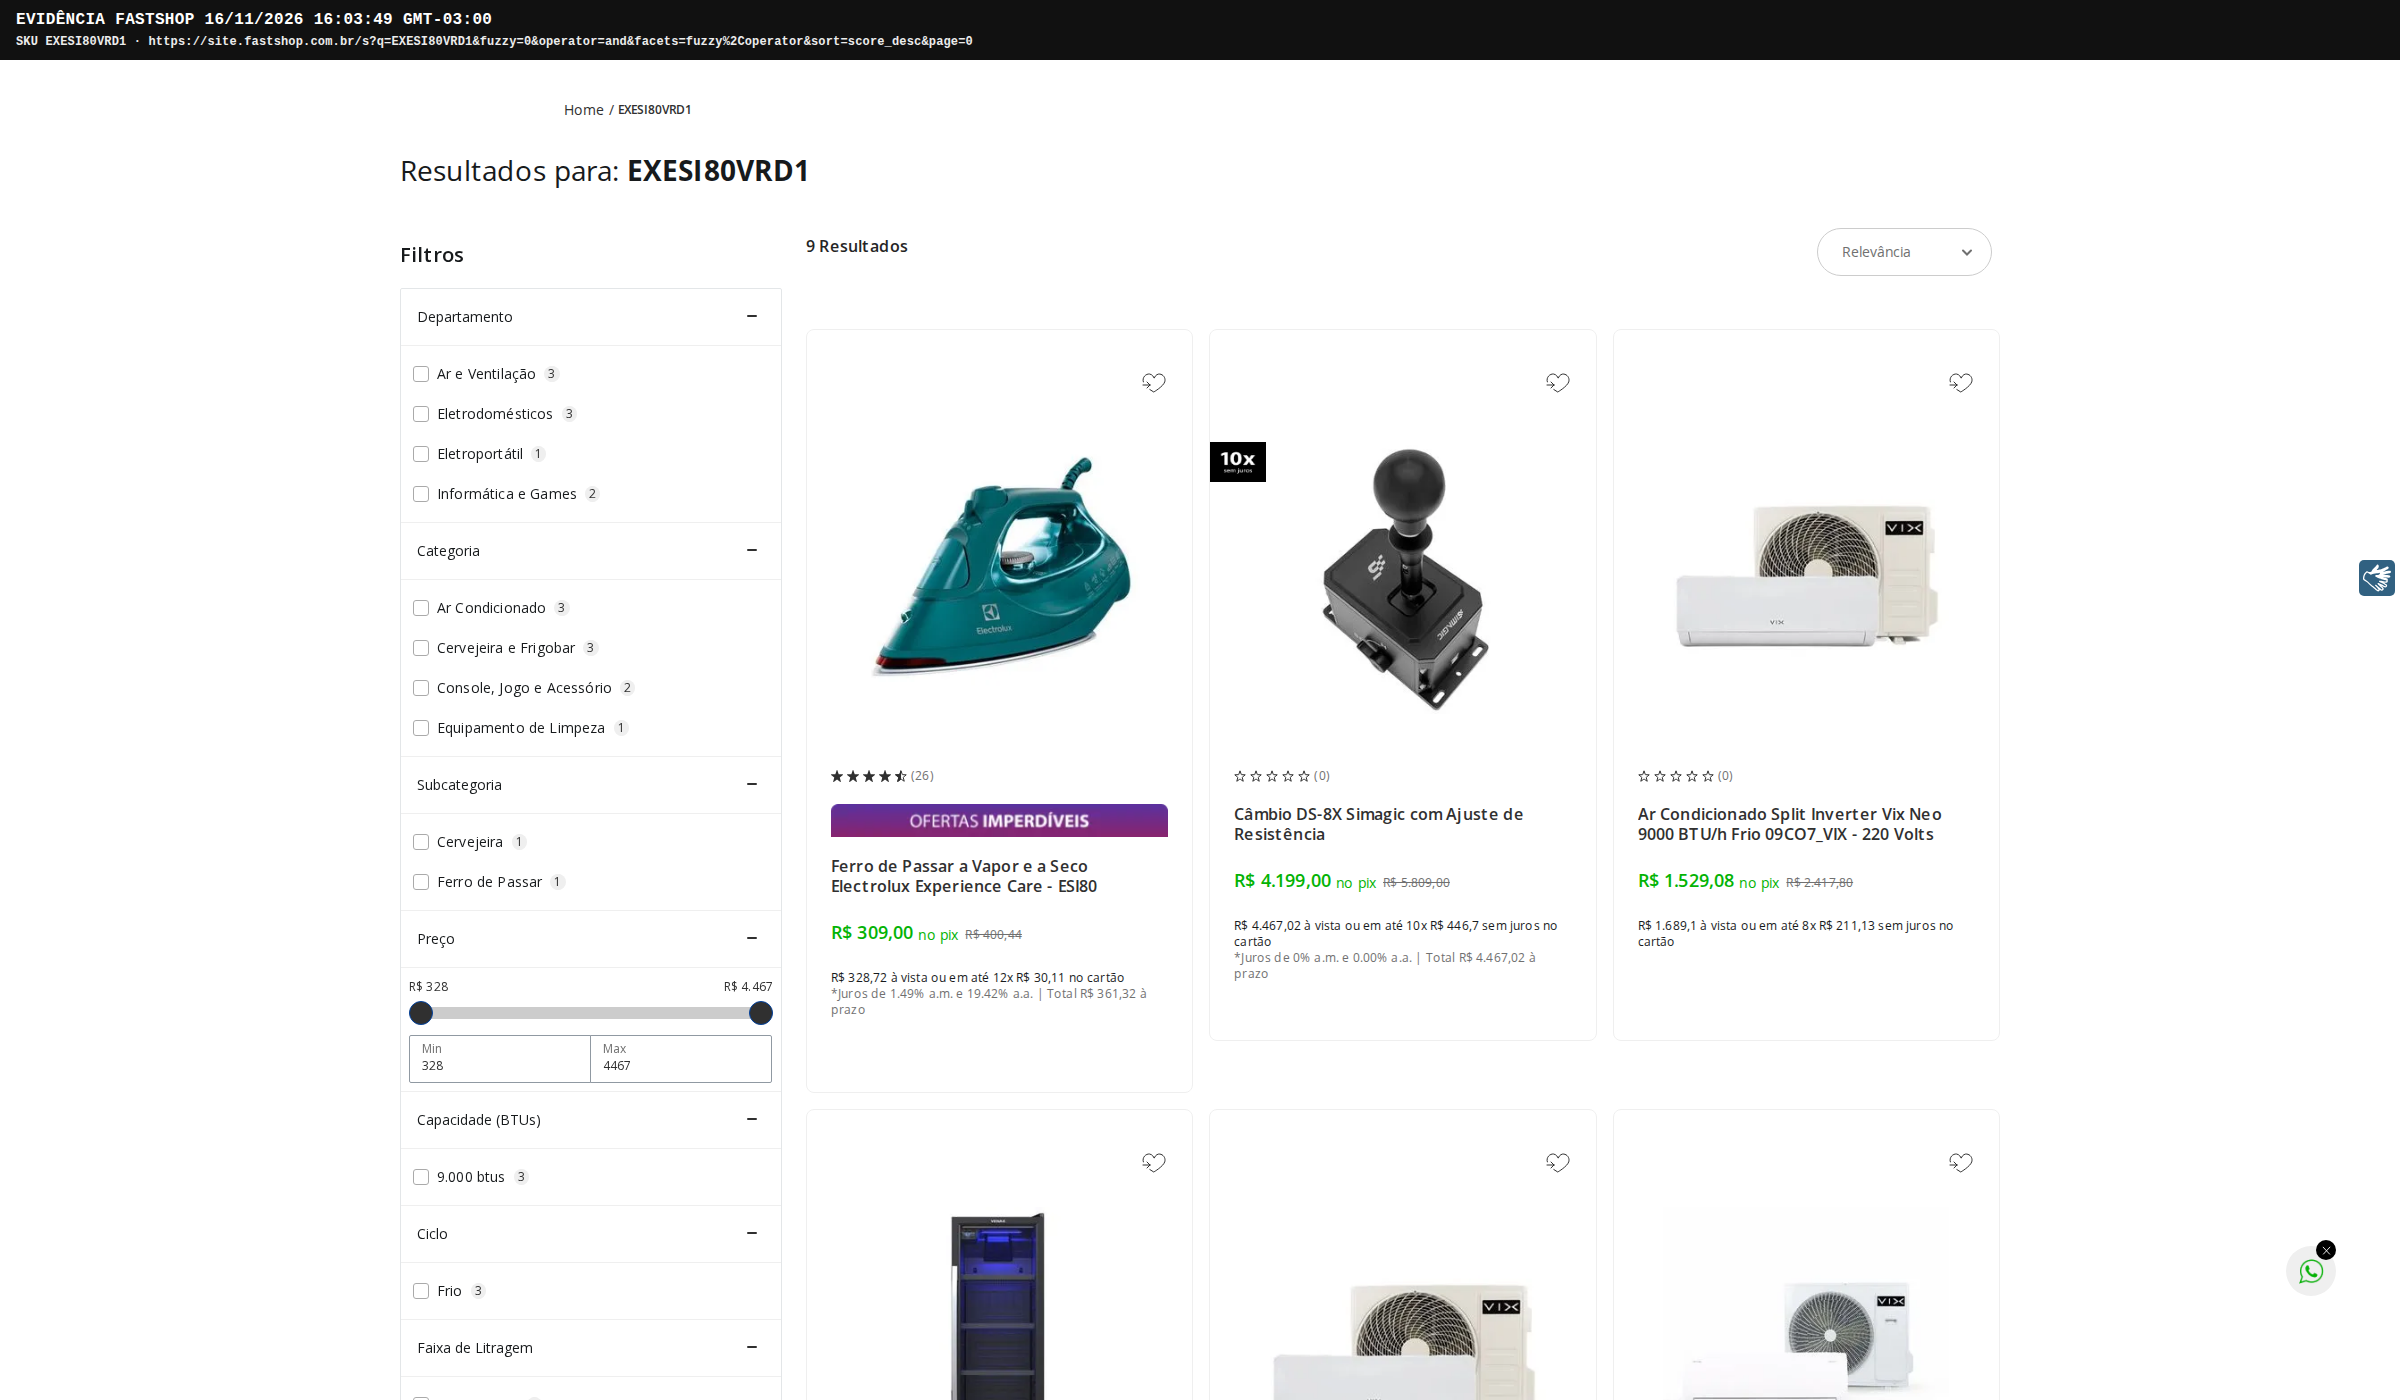 EVIDÊNCIA FASTSHOP 16/11/2026 16:03:49 GMT-03:00
SKU EXESI80VRD1 · https://site.fastshop.com.br/s?q=EXESI80VRD1&fuzzy=0&operator=and&facets=fuzzy%2Coperator&sort=score_desc&page=0
Home / EXESI80VRD1
Resultados para: EXESI80VRD1
Filtros
9 Resultados
Relevância
Departamento
Ar e Ventilação 3
Eletrodomésticos 3
Eletroportátil 1
Informática e Games 2
Categoria
Ar Condicionado 3
Cervejeira e Frigobar 3
Console, Jogo e Acessório 2
Equipamento de Limpeza 1
Subcategoria
Cervejeira 1
Ferro de Passar 1
Preço
R$ 328 R$ 4.467
Min
328
Max
4467
Capacidade (BTUs)
9.000 btus 3
Ciclo
Frio 3
Faixa de Litragem
Electrolux
(26)
OFERTAS IMPERDÍVEIS
Ferro de Passar a Vapor e a Seco
Electrolux Experience Care - ESI80
R$ 309,00 no pix R$ 400,44
R$ 328,72 à vista ou em até 12x R$ 30,11 no cartão
*Juros de 1.49% a.m. e 19.42% a.a. | Total R$ 361,32 à
prazo
10x
sem juros
SIMAGIC
(0)
Câmbio DS-8X Simagic com Ajuste de
Resistência
R$ 4.199,00 no pix R$ 5.809,00
R$ 4.467,02 à vista ou em até 10x R$ 446,7 sem juros no
cartão
*Juros de 0% a.m. e 0.00% a.a. | Total R$ 4.467,02 à
prazo
VIX
VIX
(0)
Ar Condicionado Split Inverter Vix Neo
9000 BTU/h Frio 09CO7_VIX - 220 Volts
R$ 1.529,08 no pix R$ 2.417,80
R$ 1.689,1 à vista ou em até 8x R$ 211,13 sem juros no
cartão
VIX
VIX